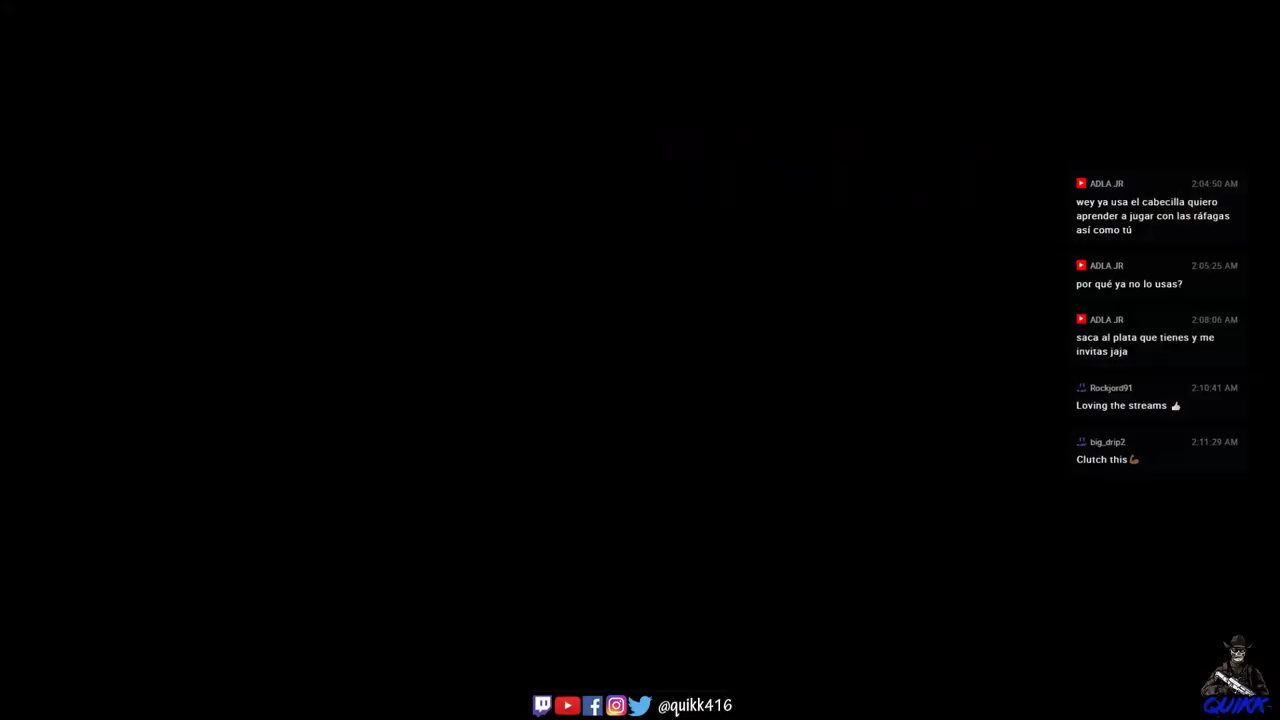 ADLA JR 2:04:50 AM
wey ya usa el cabecilla quiero
aprender a jugar con las ráfagas
así como tú
ADLA JR 2:05:25 AM
por qué ya no lo usas?
ADLA JR 2:08:06 AM
saca al plata que tienes y me
invitas jaja
Rockjord91 2:10:41 AM
Loving the streams 👍🏻
big_drip2 2:11:29 AM
Clutch this💪🏾
@quikk416
QUIKK